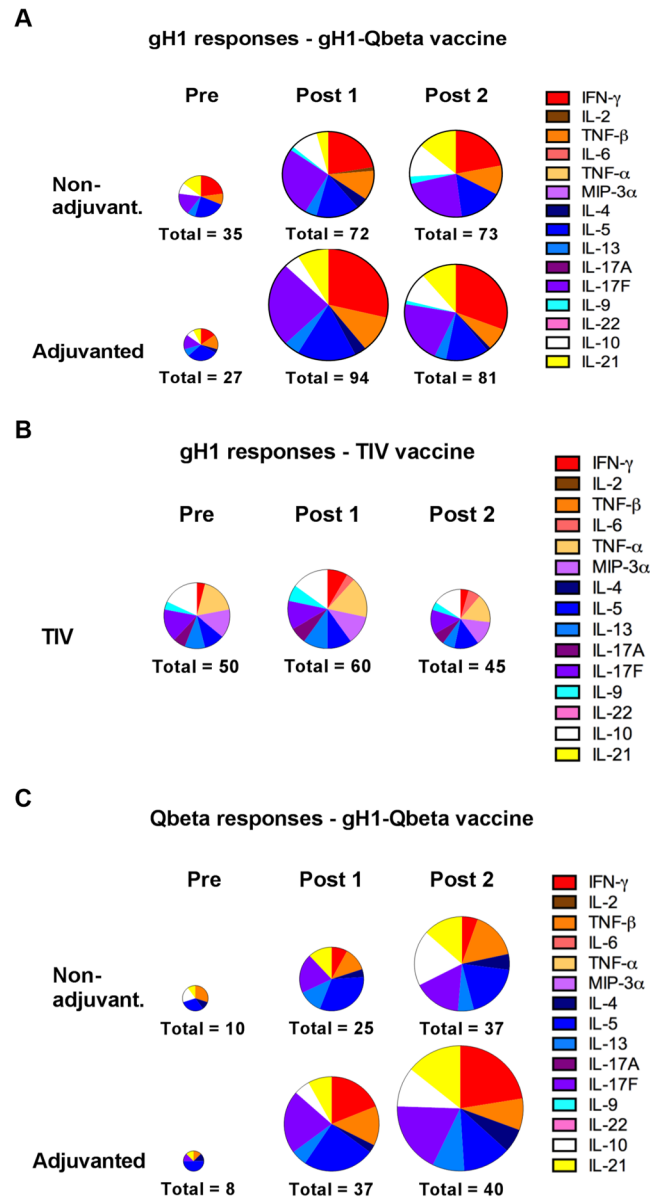 A
gH1 responses - gH1-Qbeta vaccine
Pre Post 1 Post 2
Non-
adjuvant.
Total = 35 Total = 72 Total = 73
Adjuvanted
Total = 27 Total = 94 Total = 81
IFN-γ
IL-2
TNF-β
IL-6
TNF-α
MIP-3α
IL-4
IL-5
IL-13
IL-17A
IL-17F
IL-9
IL-22
IL-10
IL-21
B
gH1 responses - TIV vaccine
Pre Post 1 Post 2
TIV
Total = 50 Total = 60 Total = 45
IFN-γ
IL-2
TNF-β
IL-6
TNF-α
MIP-3α
IL-4
IL-5
IL-13
IL-17A
IL-17F
IL-9
IL-22
IL-10
IL-21
C
Qbeta responses - gH1-Qbeta vaccine
Pre Post 1 Post 2
Non-
adjuvant.
Total = 10 Total = 25 Total = 37
Adjuvanted
Total = 8 Total = 37 Total = 40
IFN-γ
IL-2
TNF-β
IL-6
TNF-α
MIP-3α
IL-4
IL-5
IL-13
IL-17A
IL-17F
IL-9
IL-22
IL-10
IL-21